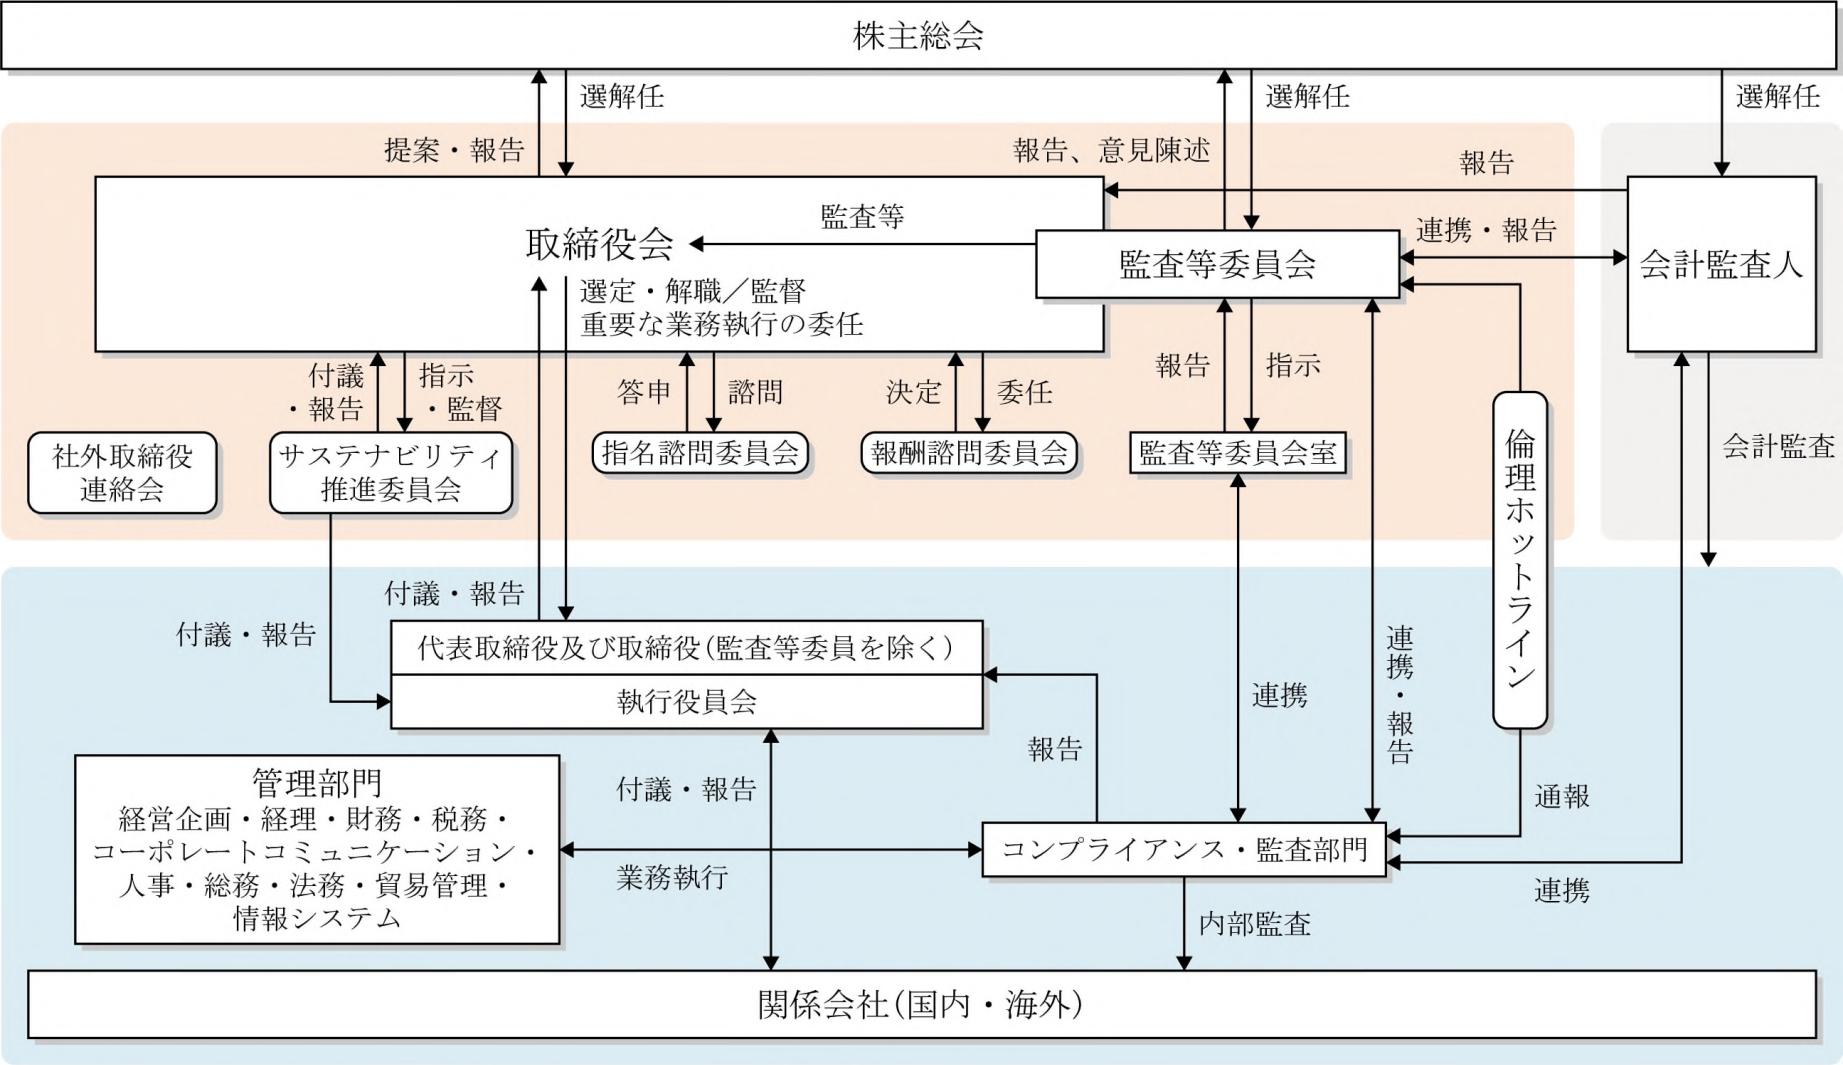 株主総会
選解任
選解任
選解任
提案・報告
報告、意見陳述
報告
監査等
取締役会
連携・報告
監査等委員会
会計監査人
選定・解職／監督
重要な業務執行の委任
付議
・報告
指示
・監督
答申
諮問
決定
委任
報告
指示
社外取締役
連絡会
サステナビリティ
推進委員会
指名諮問委員会
報酬諮問委員会
監査等委員会室
倫理ホットライン
会計監査
付議・報告
付議・報告
代表取締役及び取締役(監査等委員を除く)
執行役員会
連携
連携・報告
報告
管理部門
経営企画・経理・財務・税務・
コーポレートコミュニケーション・
人事・総務・法務・貿易管理・
情報システム
付議・報告
業務執行
コンプライアンス・監査部門
通報
連携
内部監査
関係会社(国内・海外)